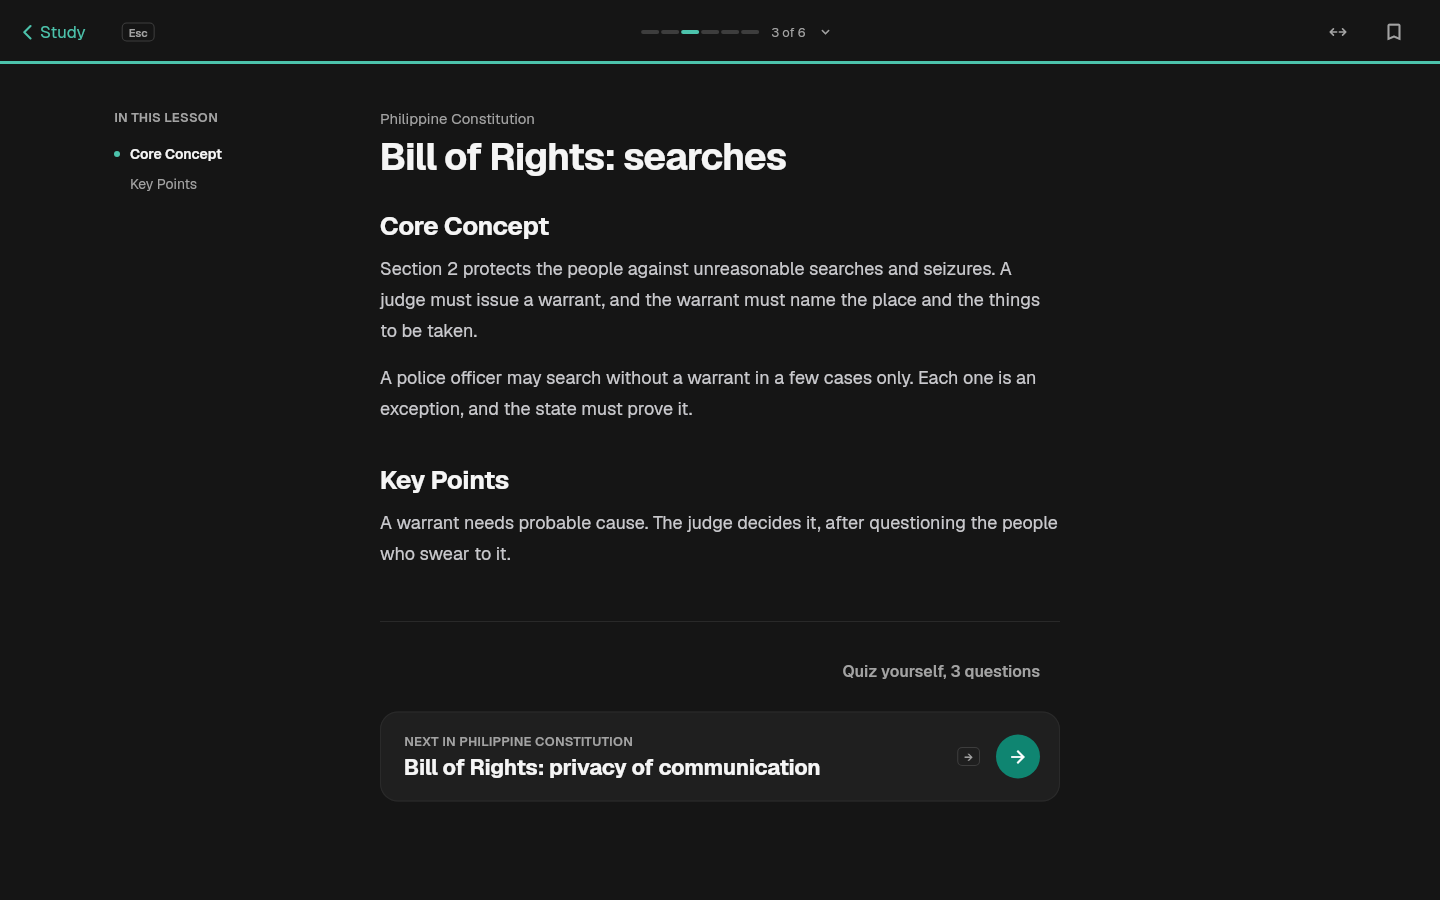 Study
Esc
3 of 6
IN THIS LESSON
Core Concept
Key Points
Philippine Constitution
Bill of Rights: searches
Core Concept
Section 2 protects the people against unreasonable searches and seizures. A
judge must issue a warrant, and the warrant must name the place and the things
to be taken.
A police officer may search without a warrant in a few cases only. Each one is an
exception, and the state must prove it.
Key Points
A warrant needs probable cause. The judge decides it, after questioning the people
who swear to it.
Quiz yourself, 3 questions
NEXT IN PHILIPPINE CONSTITUTION
Bill of Rights: privacy of communication